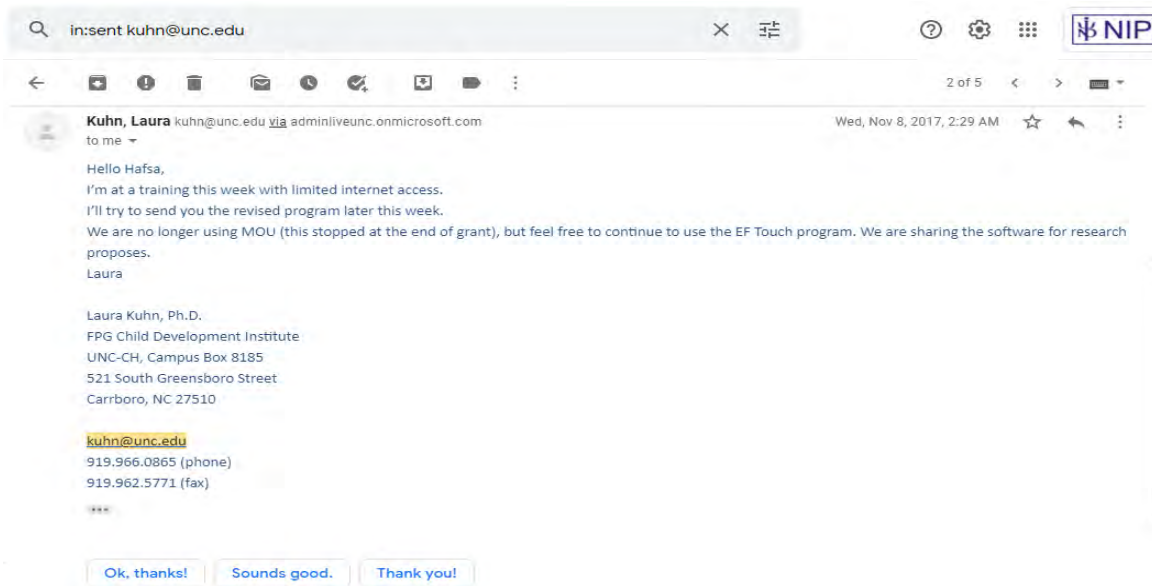 in:sent kuhn@unc.edu
NIP
2 of 5
Kuhn, Laura kuhn@unc.edu via adminliveunc.onmicrosoft.com
Wed, Nov 8, 2017, 2:29 AM
to me
Hello Hafsa,
I'm at a training this week with limited internet access.
I'll try to send you the revised program later this week.
We are no longer using MOU (this stopped at the end of grant), but feel free to continue to use the EF Touch program. We are sharing the software for research
proposes.
Laura
Laura Kuhn, Ph.D.
FPG Child Development Institute
UNC-CH, Campus Box 8185
521 South Greensboro Street
Carrboro, NC 27510
kuhn@unc.edu
919.966.0865 (phone)
919.962.5771 (fax)
Ok, thanks!
Sounds good.
Thank you!